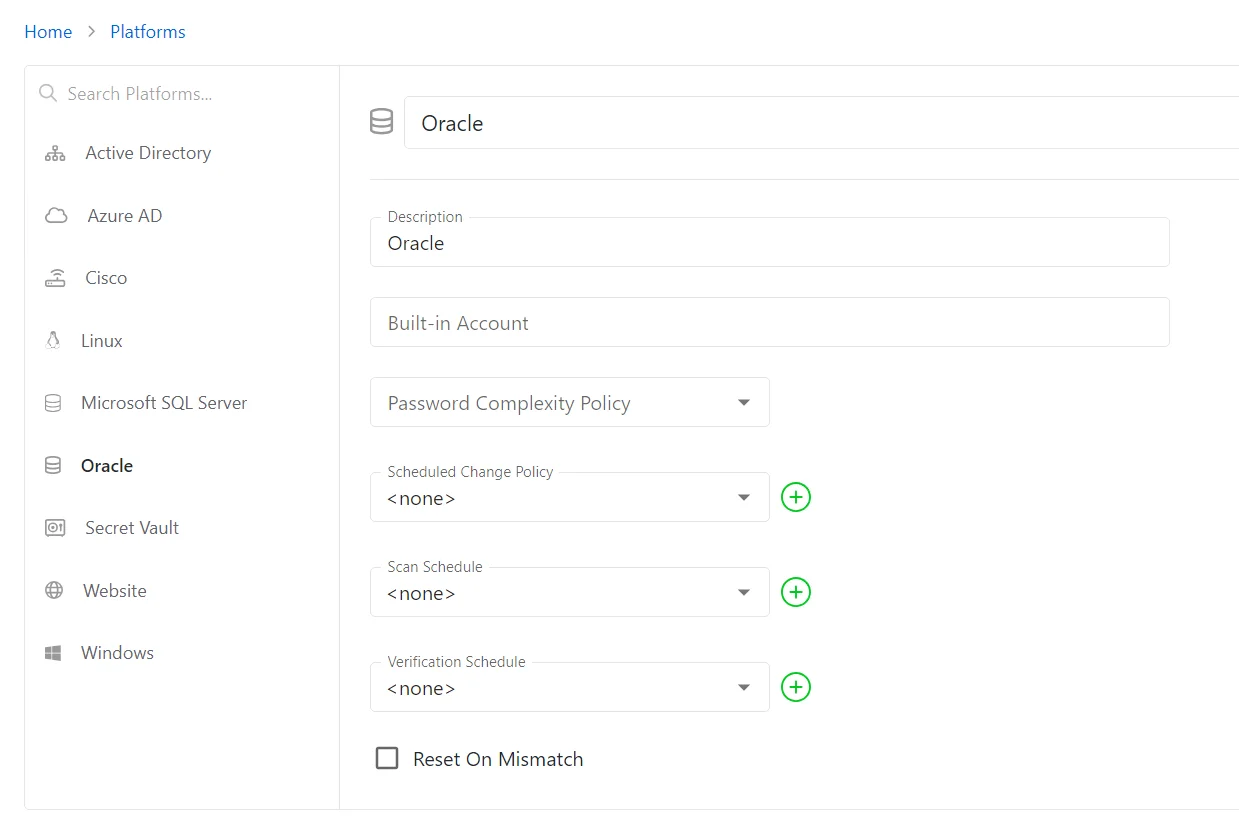 Home > Platforms
Search Platforms...
Active Directory
Azure AD
Cisco
Linux
Microsoft SQL Server
Oracle
Secret Vault
Website
Windows
Oracle
Description
Oracle
Built-in Account
Password Complexity Policy
Scheduled Change Policy
<none>
Scan Schedule
<none>
Verification Schedule
<none>
Reset On Mismatch